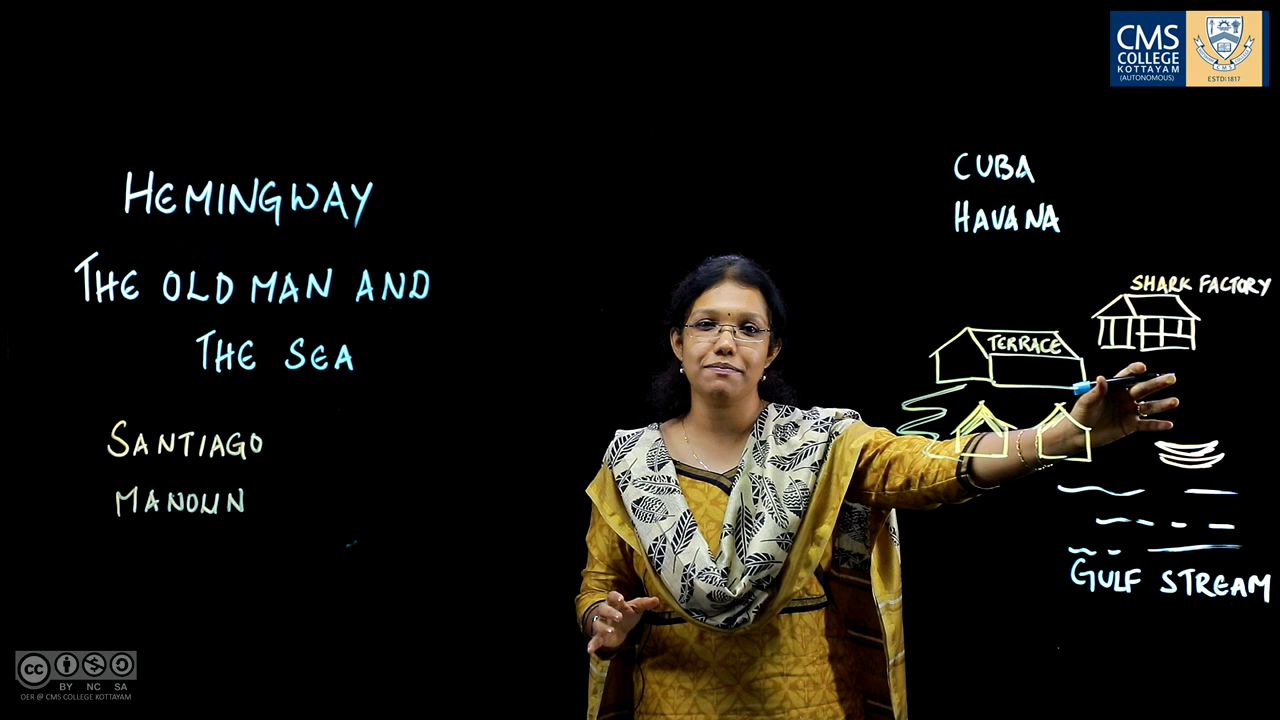 CMS
COLLEGE
KOTTAYAM
(AUTONOMOUS)
ESTD:1817
CUBA
HAVANA
HEMINGWAY
THE OLD MAN AND
THE SEA
SHARK FACTORY
TERRACE
SANTIAGO
MANOLIN
GULF STREAM
cc
BY NC SA
OER @ CMS COLLEGE KOTTAYAM